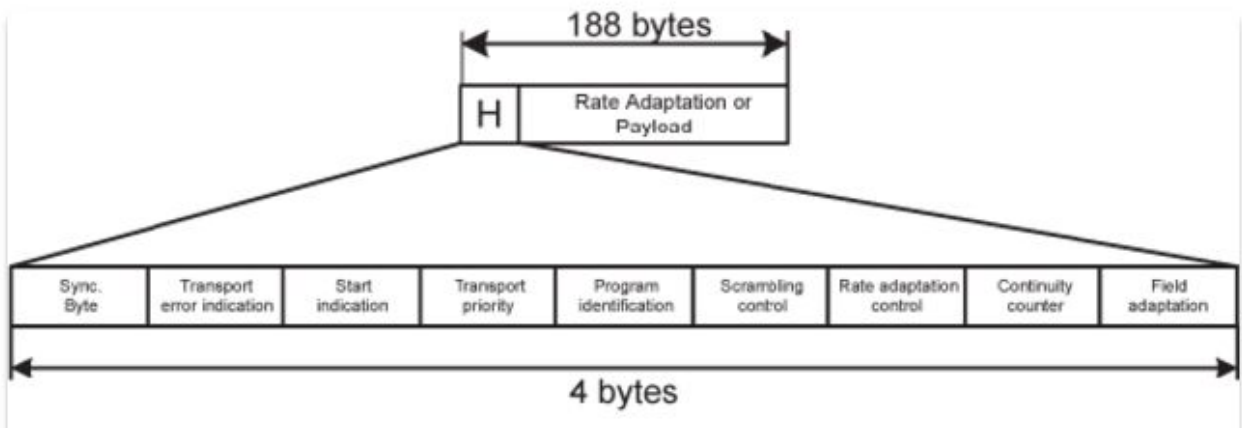 188 bytes
H
Rate Adaptation or
Payload
Sync.
Byte
Transport
error indication
Start
indication
Transport
priority
Program
identification
Scrambling
control
Rate adaptation
control
Continuity
counter
Field
adaptation
4 bytes